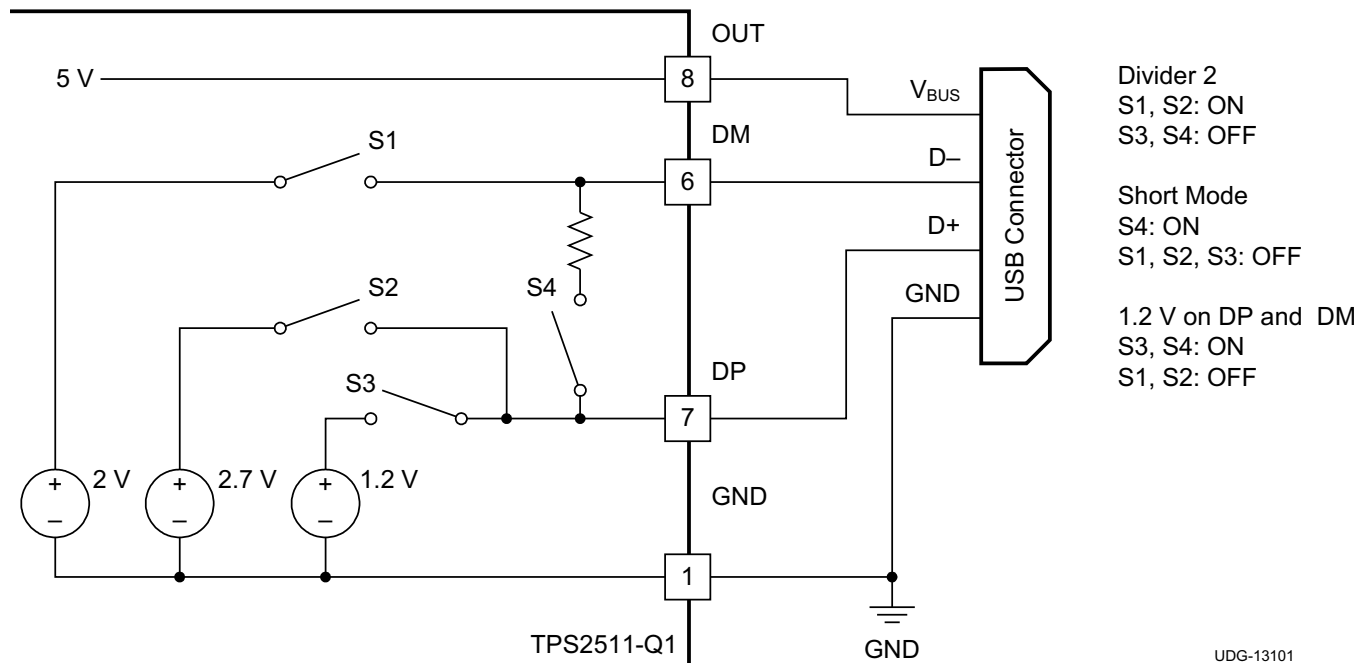 OUT
5 V
8
VBUS
DM
S1
6
D–
D+
S2
S4
GND
USB Connector
S3
DP
7
+
2 V
–
+
2.7 V
–
+
1.2 V
–
GND
1
TPS2511-Q1
GND
Divider 2
S1, S2: ON
S3, S4: OFF
Short Mode
S4: ON
S1, S2, S3: OFF
1.2 V on DP and DM
S3, S4: ON
S1, S2: OFF
UDG-13101